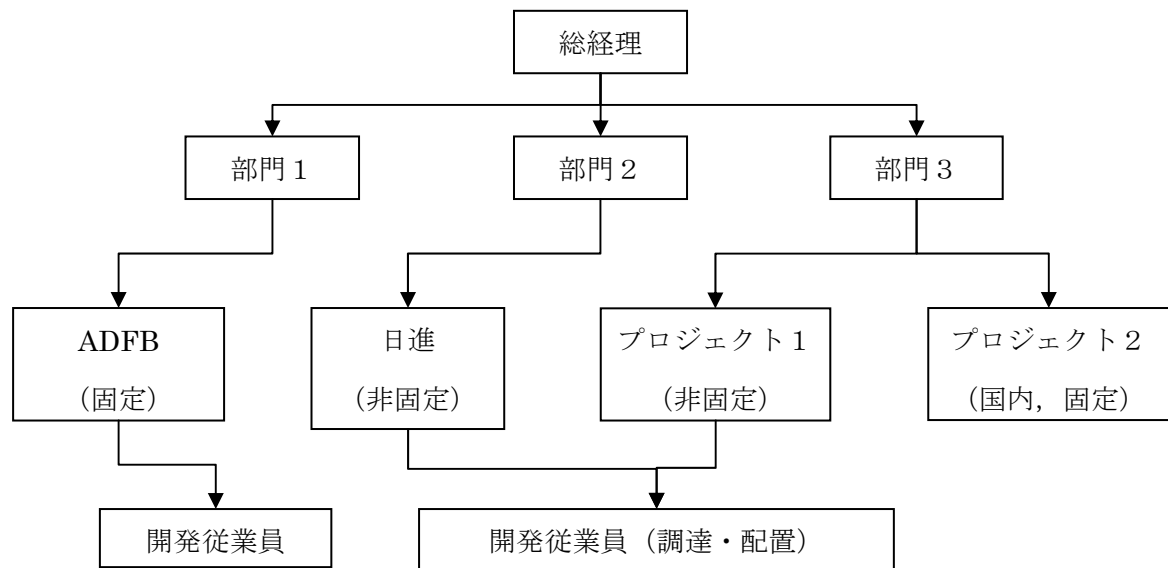 総経理
部門１
部門２
部門３
ADFB
（固定）
日進
（非固定）
プロジェクト１
（非固定）
プロジェクト２
（国内，固定）
開発従業員
開発従業員（調達・配置）